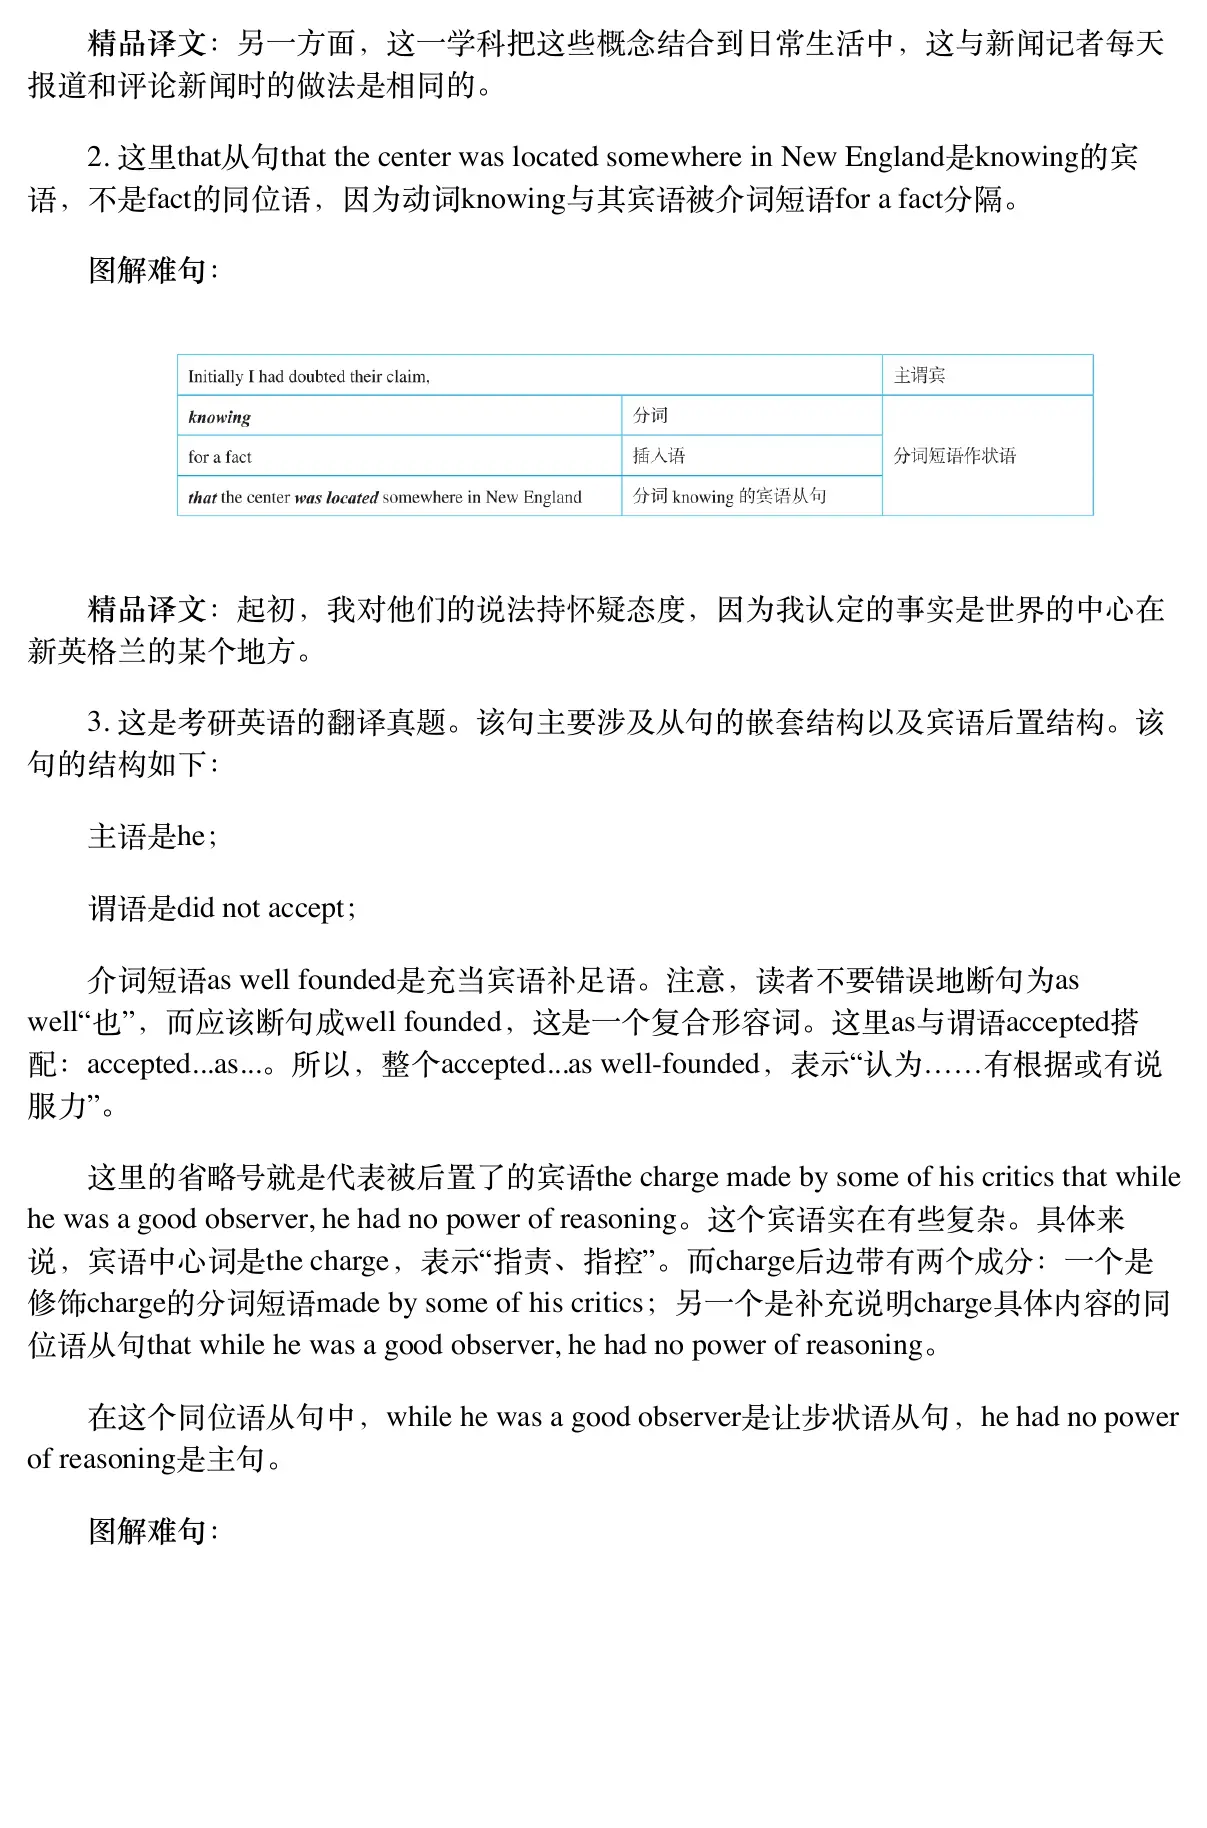 精品译文：另一方面，这一学科把这些概念结合到日常生活中，这与新闻记者每天
报道和评论新闻时的做法是相同的。
2. 这里that从句that the center was located somewhere in New England是knowing的宾
语，不是fact的同位语，因为动词knowing与其宾语被介词短语for a fact分隔。
图解难句：
Initially I had doubted their claim, 主谓宾
knowing 分词
for a fact 插入语 分词短语作状语
that the center was located somewhere in New England 分词 knowing 的宾语从句
精品译文：起初，我对他们的说法持怀疑态度，因为我认定的事实是世界的中心在
新英格兰的某个地方。
3. 这是考研英语的翻译真题。该句主要涉及从句的嵌套结构以及宾语后置结构。该
句的结构如下：
主语是he；
谓语是did not accept；
介词短语as well founded是充当宾语补足语。注意，读者不要错误地断句为as
well“也”，而应该断句成well founded，这是一个复合形容词。这里as与谓语accepted搭
配：accepted...as...。所以，整个accepted...as well-founded，表示“认为……有根据或有说
服力”。
这里的省略号就是代表被后置了的宾语the charge made by some of his critics that while
he was a good observer, he had no power of reasoning。这个宾语实在有些复杂。具体来
说，宾语中心词是the charge，表示“指责、指控”。而charge后边带有两个成分：一个是
修饰charge的分词短语made by some of his critics；另一个是补充说明charge具体内容的同
位语从句that while he was a good observer, he had no power of reasoning。
在这个同位语从句中，while he was a good observer是让步状语从句，he had no power
of reasoning是主句。
图解难句：